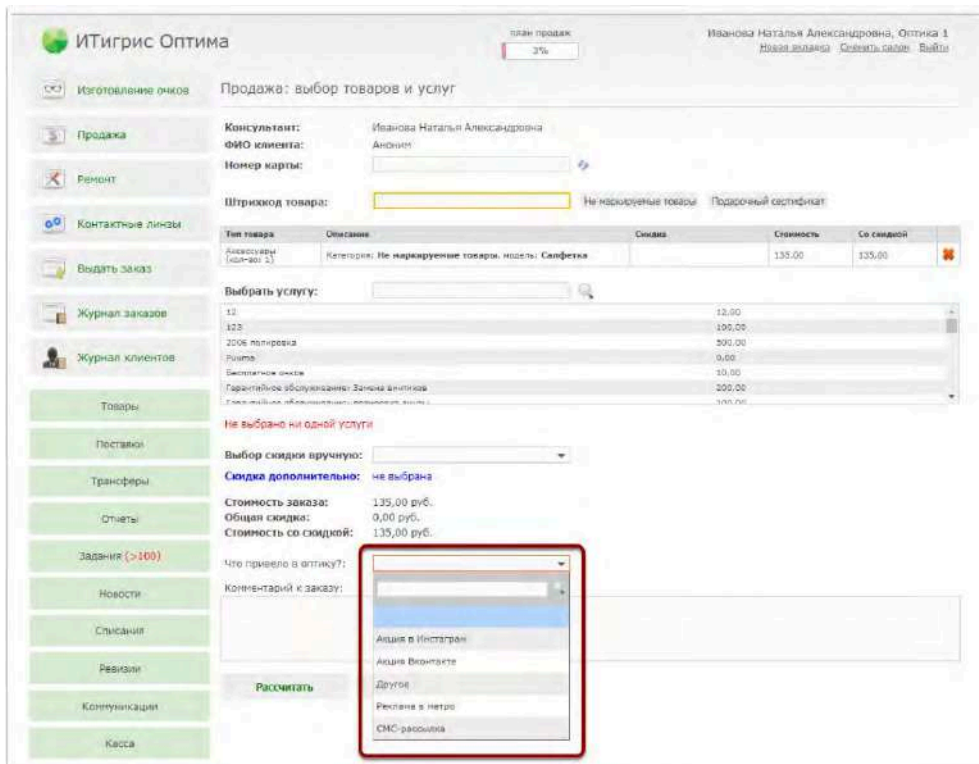 ИТигрис Оптима
план продаж
3%
Иванова Наталья Александровна, Оптика 1
Новая вкладка Сменить салон Выйти
Изготовление очков
Продажа
Ремонт
Контактные линзы
Выдать заказ
Журнал заказов
Журнал клиентов
Товары
Поставки
Трансферы
Отчеты
Задания (>100)
Новости
Списания
Ревизии
Коммуникации
Касса
Продажа: выбор товаров и услуг
Консультант: Иванова Наталья Александровна
ФИО клиента: Аноним
Номер карты:
Штрихкод товара: Не маркируемые товары Подарочный сертификат
Тип товара Описание Скидка Стоимость Со скидкой
Аксессуары (кол-во: 1) Категория: Не маркируемые товары, модель: Салфетка 135,00 135,00
Выбрать услугу:
12 12,00
123 100,00
2006 полировка 500,00
0,00
Бесплатное 10,00
Гарантийное обслуживание: Замена винтиков 200,00
Гарантийное обслуживание: 100,00
Не выбрано ни одной услуги
Выбор скидки вручную:
Скидка дополнительно: не выбрана
Стоимость заказа: 135,00 руб.
Общая скидка: 0,00 руб.
Стоимость со скидкой: 135,00 руб.
Что привело в оптику?:
Комментарий к заказу:
Акция в Инстаграм
Акция Вконтакте
Другое
Реклама в метро
СМС-рассылка
Рассчитать